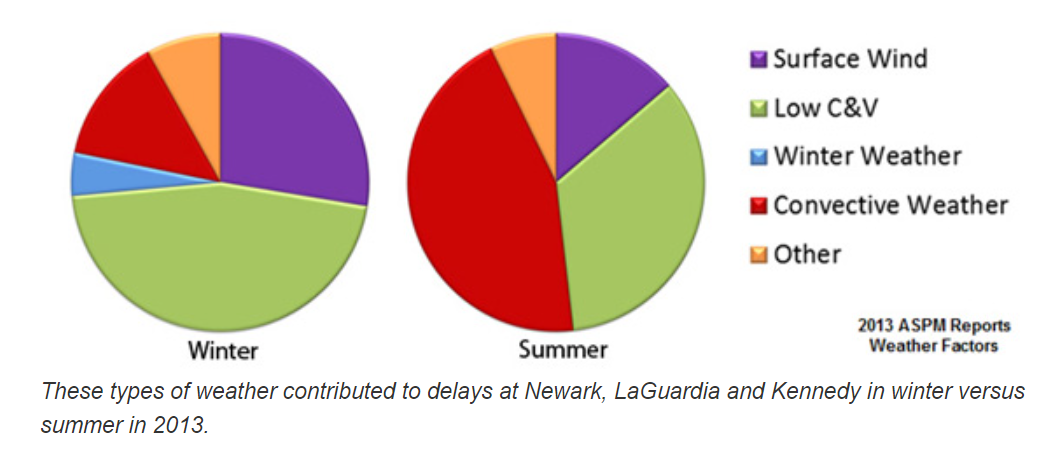 Surface Wind
Low C&V
Winter Weather
Convective Weather
Other
2013 ASPM Reports
Weather Factors
Winter
Summer
These types of weather contributed to delays at Newark, LaGuardia and Kennedy in winter versus
summer in 2013.